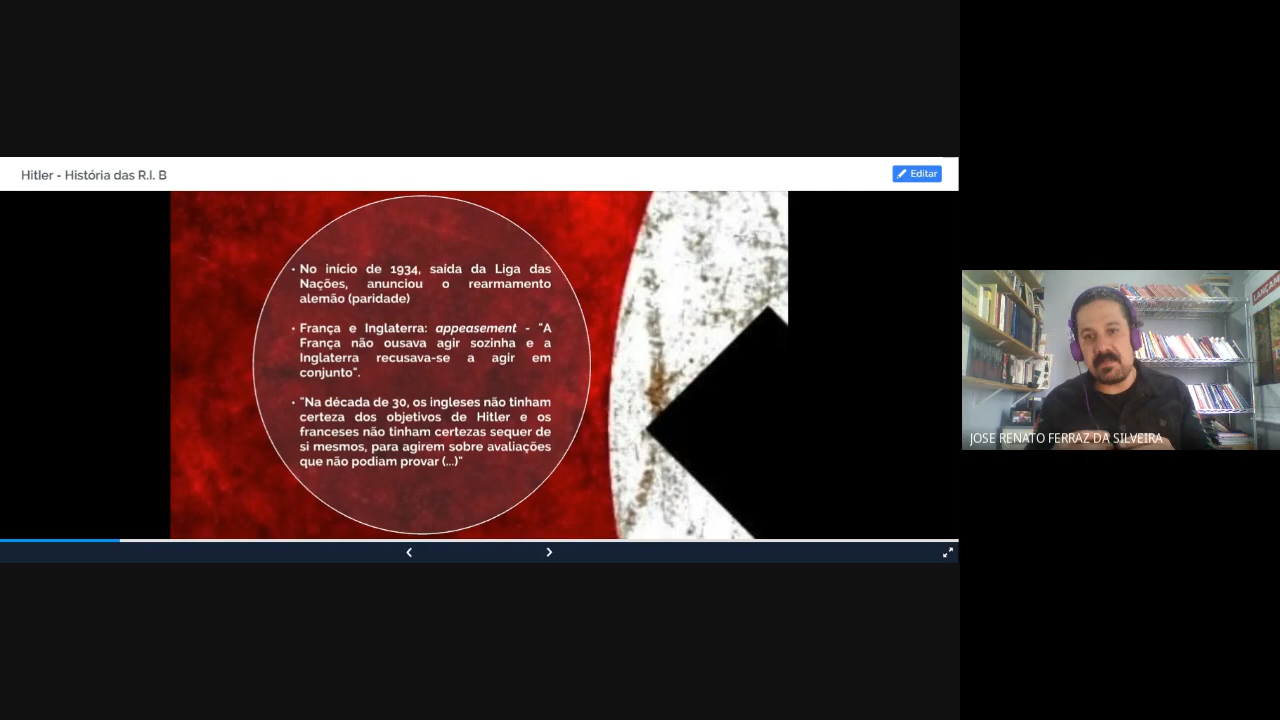 Hitler - História das R.I. B
Editar
• No início de 1934, saída da Liga das
Nações, anunciou o rearmamento
alemão (paridade)
• França e Inglaterra: appeasement - "A
França não ousava agir sozinha e a
Inglaterra recusava-se a agir em
conjunto".
• "Na década de 30, os ingleses não tinham
certeza dos objetivos de Hitler e os
franceses não tinham certezas sequer de
si mesmos, para agirem sobre avaliações
que não podiam provar (...)"
JOSE RENATO FERRAZ DA SILVEIRA